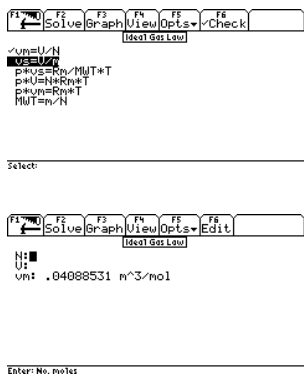 F1 F2 Solve F3 Graph F4 View F5 Opts▾ F6 ✓Check
Ideal Gas Law
✓vm=V/N
vs=V/m
p*vs=Rm/MWT*T
p*V=N*Rm*T
p*vm=Rm*T
MWT=m/N
Select:
F1 F2 Solve F3 Graph F4 View F5 Opts▾ F6 Edit
Ideal Gas Law
N:
V:
vm: .04088531 m^3/mol
Enter: No. moles